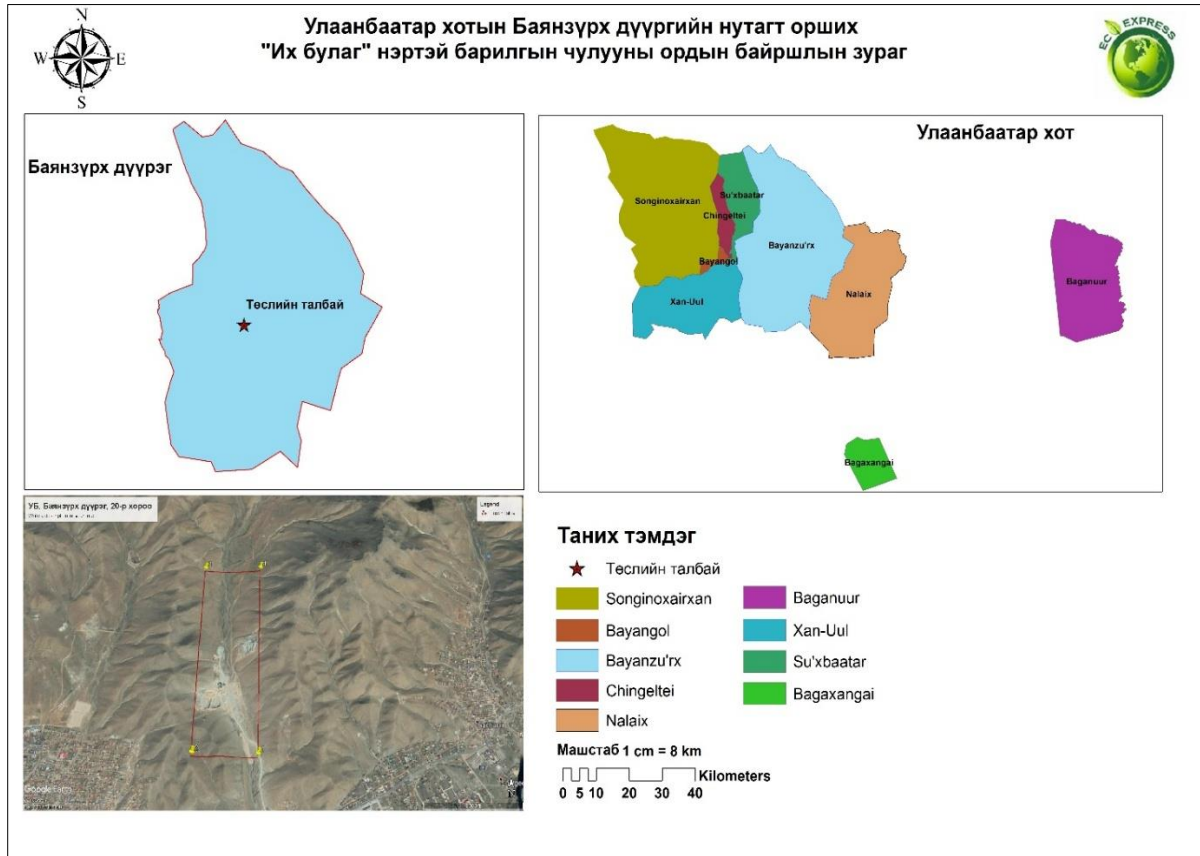 Улаанбаатар хотын Баянзүрх дүүргийн нутагт орших
"Их булаг" нэртэй барилгын чулууны ордын байршлын зураг
N
W E
S
ECO EXPRESS
Баянзүрх дүүрэг
Төслийн талбай
Улаанбаатар хот
Songinoxairxan
Su'xbaatar
Chingeltei
Bayanzu'rx
Bayangol
Nalaix
Xan-Uul
Baganuur
Bagaxangai
УБ, Баянзүрх дүүрэг, 20-р хороо
Legend
Google Earth
Таних тэмдэг
Төслийн талбай
Songinoxairxan
Bayangol
Bayanzu'rx
Chingeltei
Nalaix
Baganuur
Xan-Uul
Su'xbaatar
Bagaxangai
Машстаб 1 cm = 8 km
Kilometers
0 5 10 20 30 40